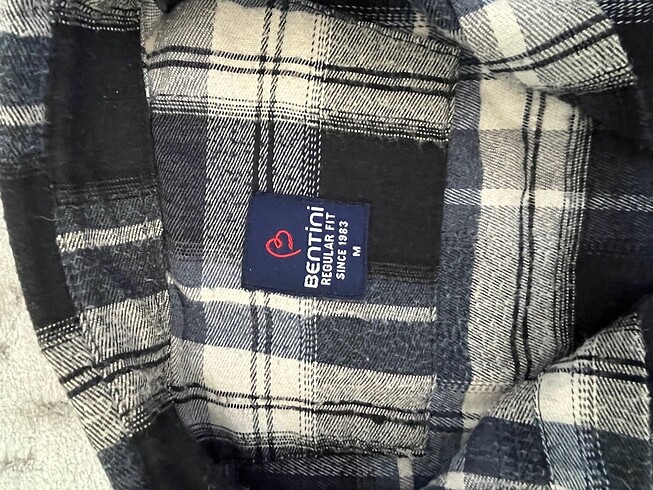 BENTINI
REGULAR FIT
SINCE 1983
M